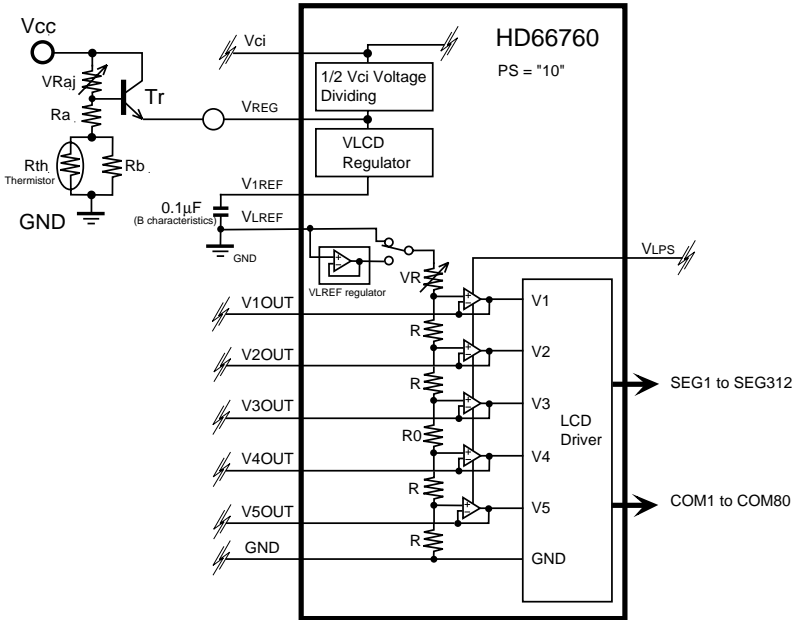 Vcc
Vci
HD66760
PS = "10"
VRaj
1/2 Vci Voltage
Dividing
Tr
Ra
VREG
VLCD
Regulator
Rth
Thermistor
Rb
V1REF
0.1μF
(B characteristics)
VLREF
GND
GND
VLPS
VLREF regulator
VR
V1OUT
V1
R
V2OUT
V2
R
SEG1 to SEG312
V3OUT
V3
R0
LCD
Driver
V4OUT
V4
R
V5OUT
V5
COM1 to COM80
R
GND
GND